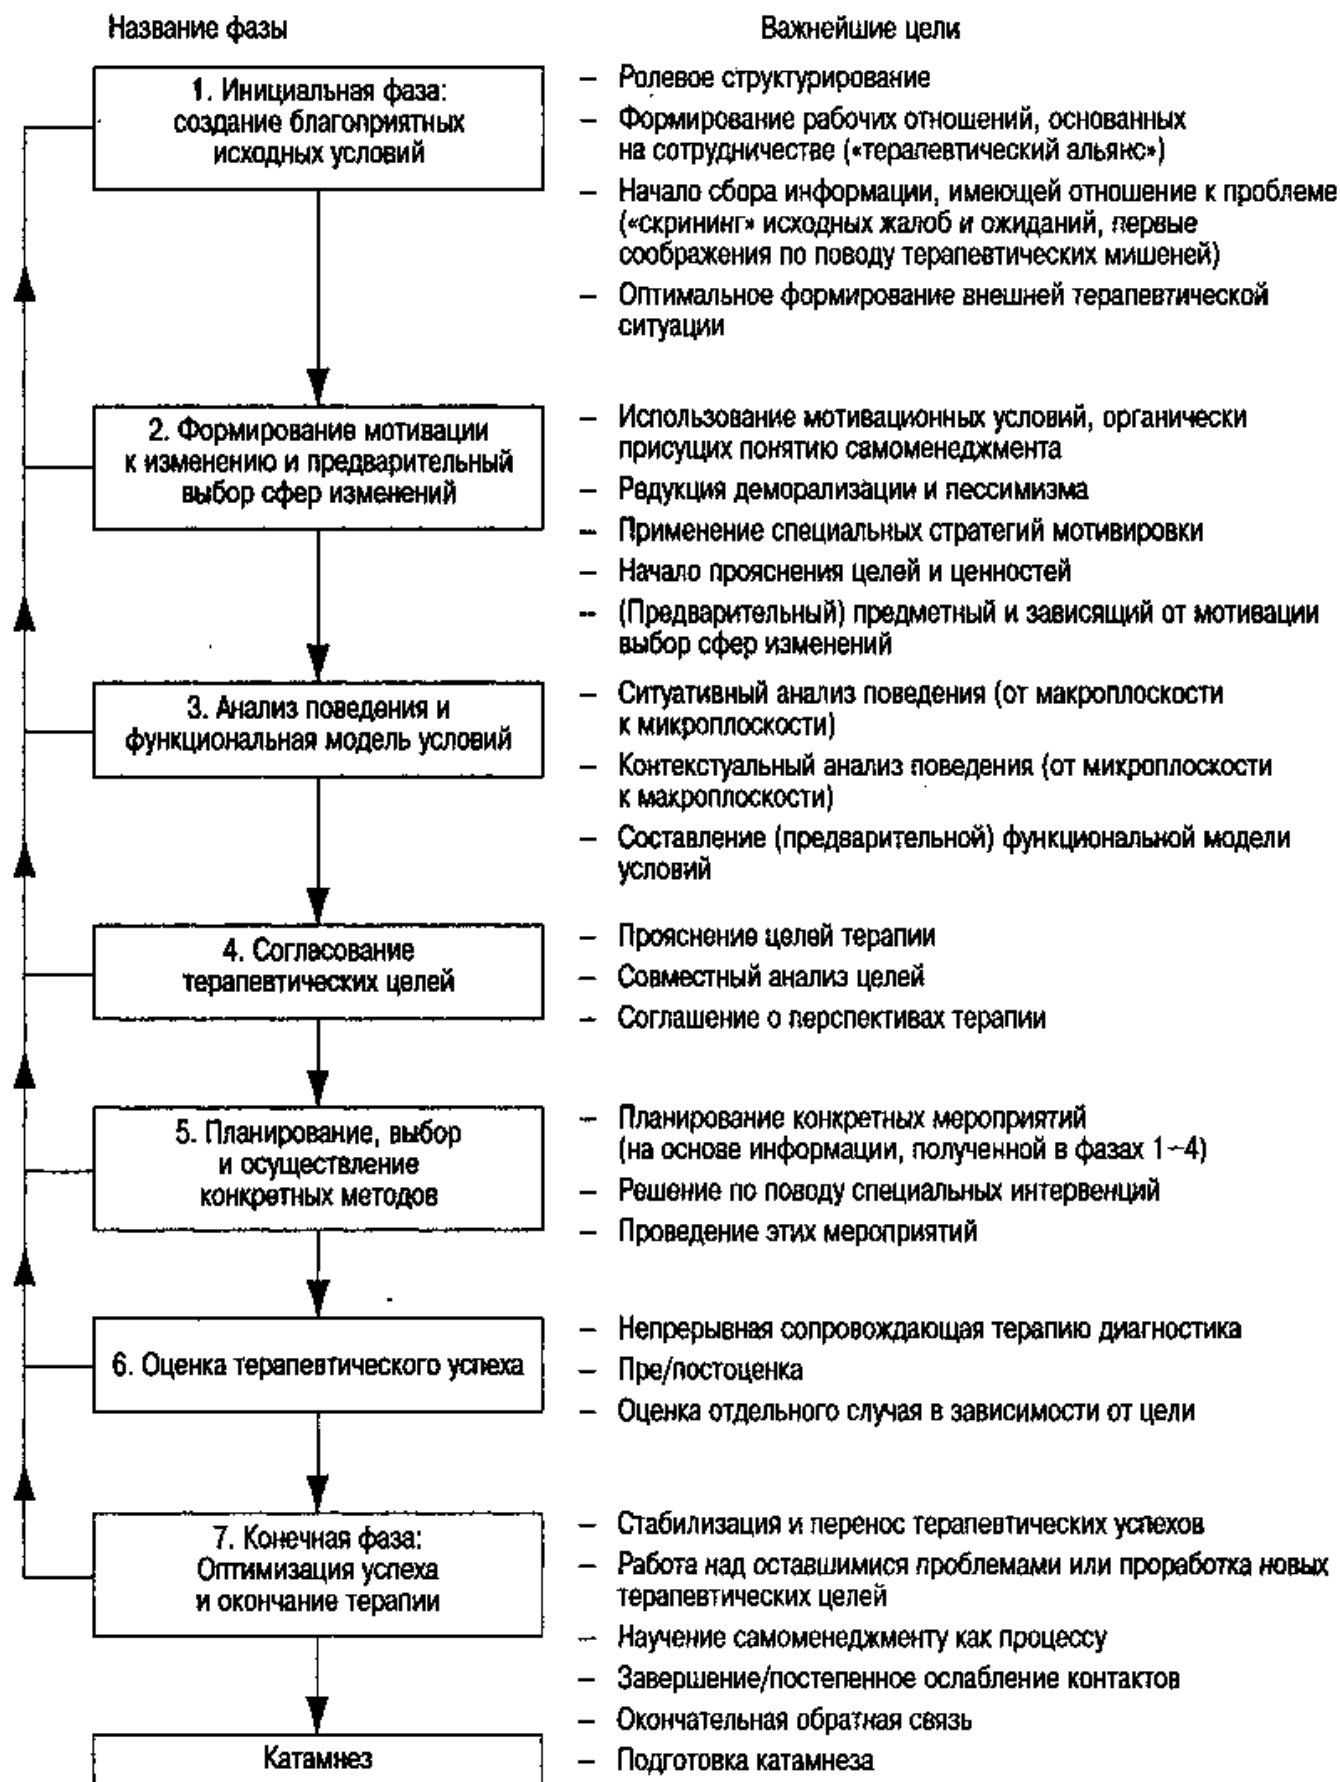 Название фазы
Важнейшие цели
1. Инициальная фаза:
создание благоприятных
исходных условий
– Ролевое структурирование
– Формирование рабочих отношений, основанных
на сотрудничестве («терапевтический альянс»)
– Начало сбора информации, имеющей отношение к проблеме
(«скрининг» исходных жалоб и ожиданий, первые
соображения по поводу терапевтических мишеней)
– Оптимальное формирование внешней терапевтической
ситуации
2. Формирование мотивации
к изменению и предварительный
выбор сфер изменений
– Использование мотивационных условий, органически
присущих понятию самоменеджмента
– Редукция деморализации и пессимизма
– Применение специальных стратегий мотивировки
– Начало прояснения целей и ценностей
– (Предварительный) предметный и зависящий от мотивации
выбор сфер изменений
3. Анализ поведения и
функциональная модель условий
– Ситуативный анализ поведения (от макроплоскости
к микроплоскости)
– Контекстуальный анализ поведения (от микроплоскости
к макроплоскости)
– Составление (предварительной) функциональной модели
условий
4. Согласование
терапевтических целей
– Прояснение целей терапии
– Совместный анализ целей
– Соглашение о перспективах терапии
5. Планирование, выбор
и осуществление
конкретных методов
– Планирование конкретных мероприятий
(на основе информации, полученной в фазах 1–4)
– Решение по поводу специальных интервенций
– Проведение этих мероприятий
6. Оценка терапевтического успеха
– Непрерывная сопровождающая терапию диагностика
– Пре/постоценка
– Оценка отдельного случая в зависимости от цели
7. Конечная фаза:
Оптимизация успеха
и окончание терапии
– Стабилизация и перенос терапевтических успехов
– Работа над оставшимися проблемами или проработка новых
терапевтических целей
– Научение самоменеджменту как процессу
– Завершение/постепенное ослабление контактов
– Окончательная обратная связь
– Подготовка катамнеза
Катамнез